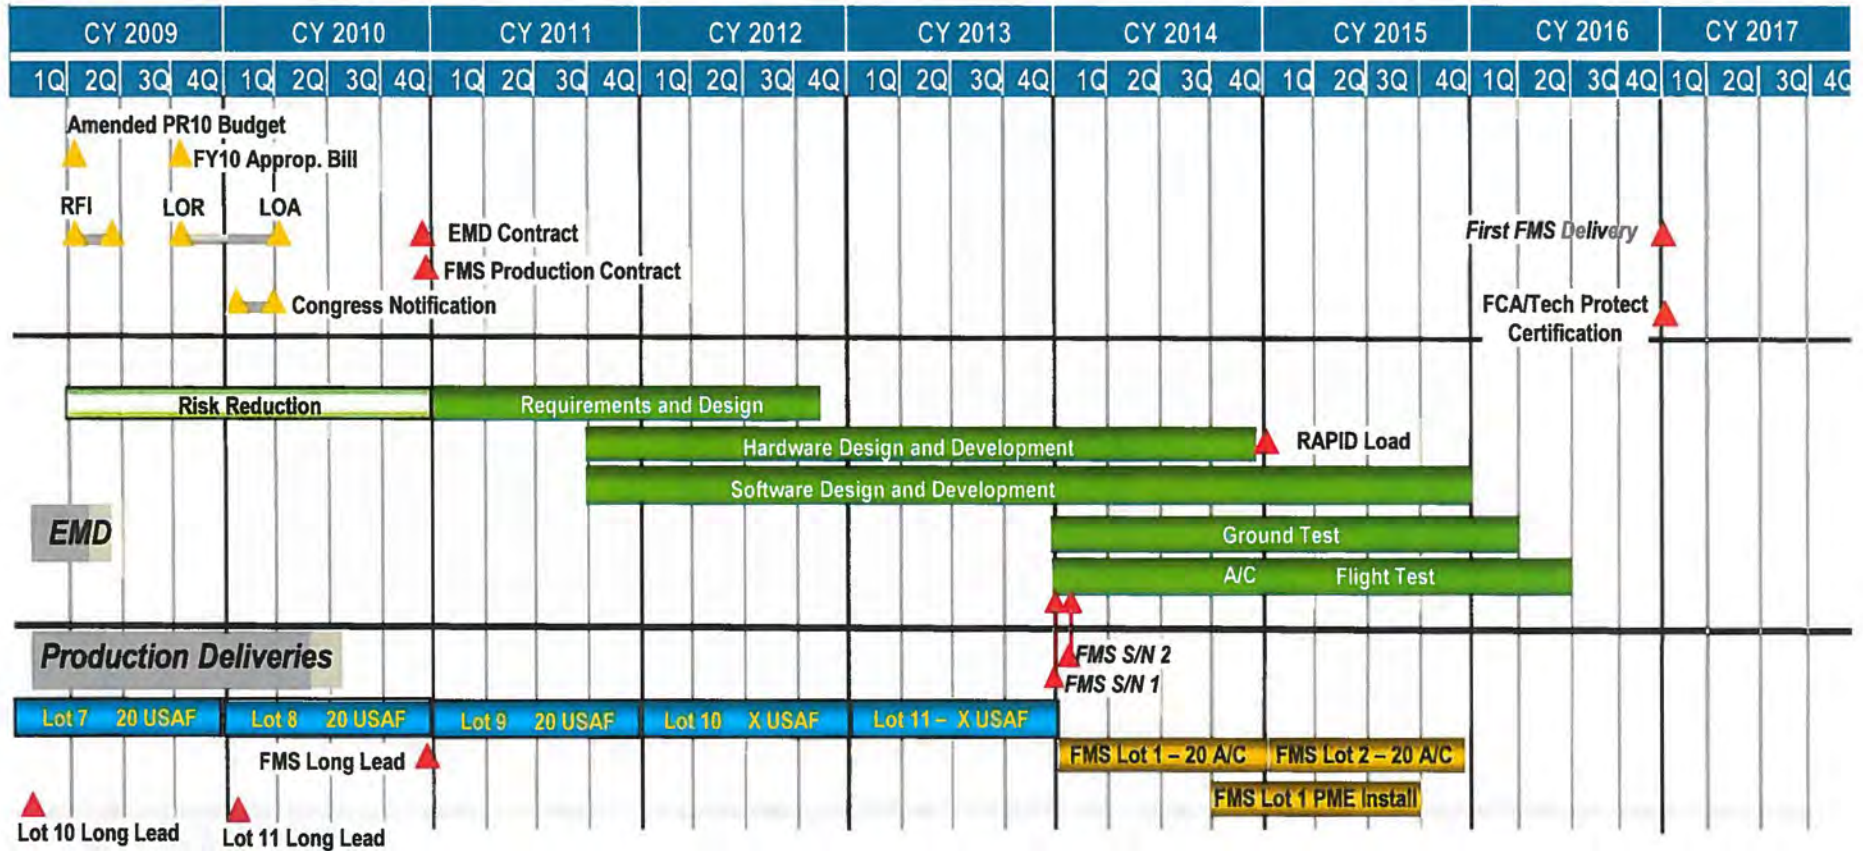 CY 2009 CY 2010 CY 2011 CY 2012 CY 2013 CY 2014 CY 2015 CY 2016 CY 2017
1Q 2Q 3Q 4Q 1Q 2Q 3Q 4Q 1Q 2Q 3Q 4Q 1Q 2Q 3Q 4Q 1Q 2Q 3Q 4Q 1Q 2Q 3Q 4Q 1Q 2Q 3Q 4Q 1Q 2Q 3Q 4Q 1Q 2Q 3Q 4Q
Amended PR10 Budget
FY10 Approp. Bill
RFI LOR LOA
EMD Contract
First FMS Delivery
FMS Production Contract
Congress Notification
FCA/Tech Protect
Certification
Risk Reduction
Requirements and Design
Hardware Design and Development
RAPID Load
Software Design and Development
EMD
Ground Test
A/C Flight Test
Production Deliveries
FMS S/N 2
FMS S/N 1
Lot 7 20 USAF Lot 8 20 USAF Lot 9 20 USAF Lot 10 X USAF Lot 11 – X USAF
FMS Long Lead
FMS Lot 1 – 20 A/C FMS Lot 2 – 20 A/C
FMS Lot 1 PME Install
Lot 10 Long Lead
Lot 11 Long Lead